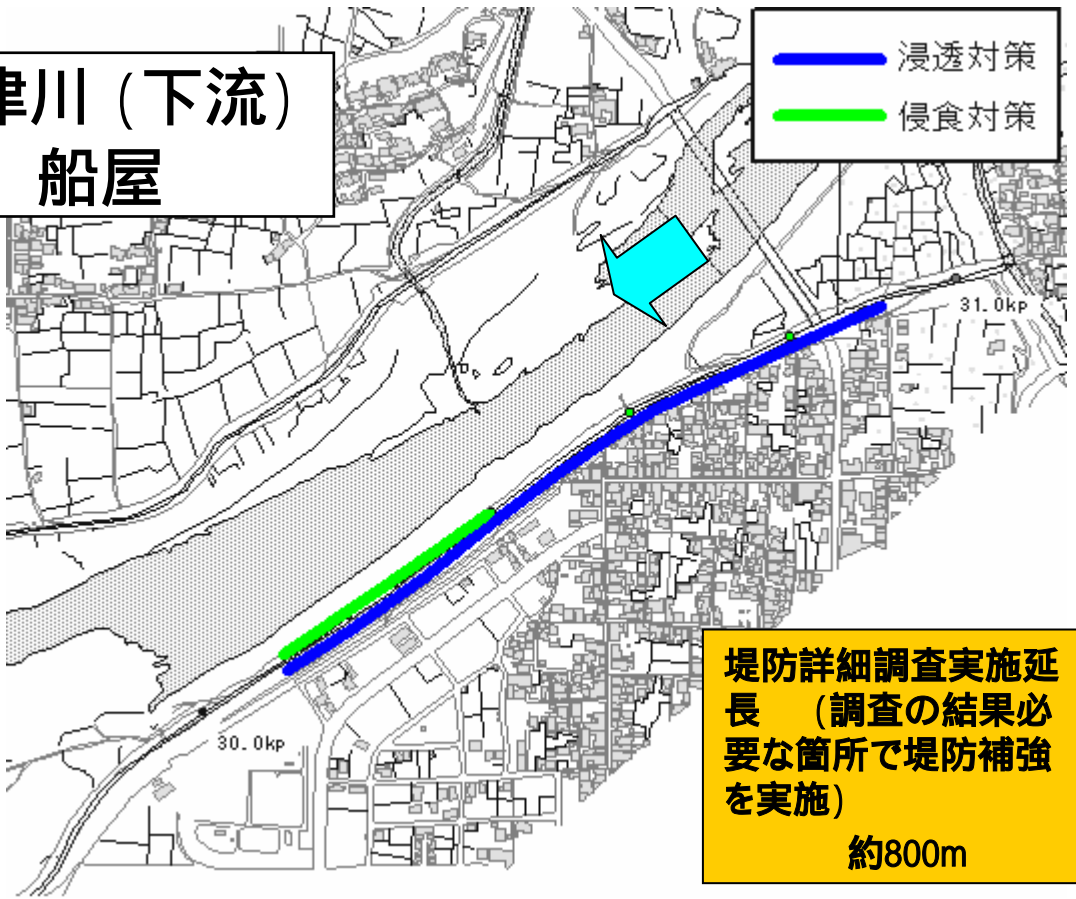 津川（下流）
船屋
浸透対策
侵食対策
31.0kp
30.0kp
堤防詳細調査実施延
長　（調査の結果必
要な箇所で堤防補強
を実施）
約800m